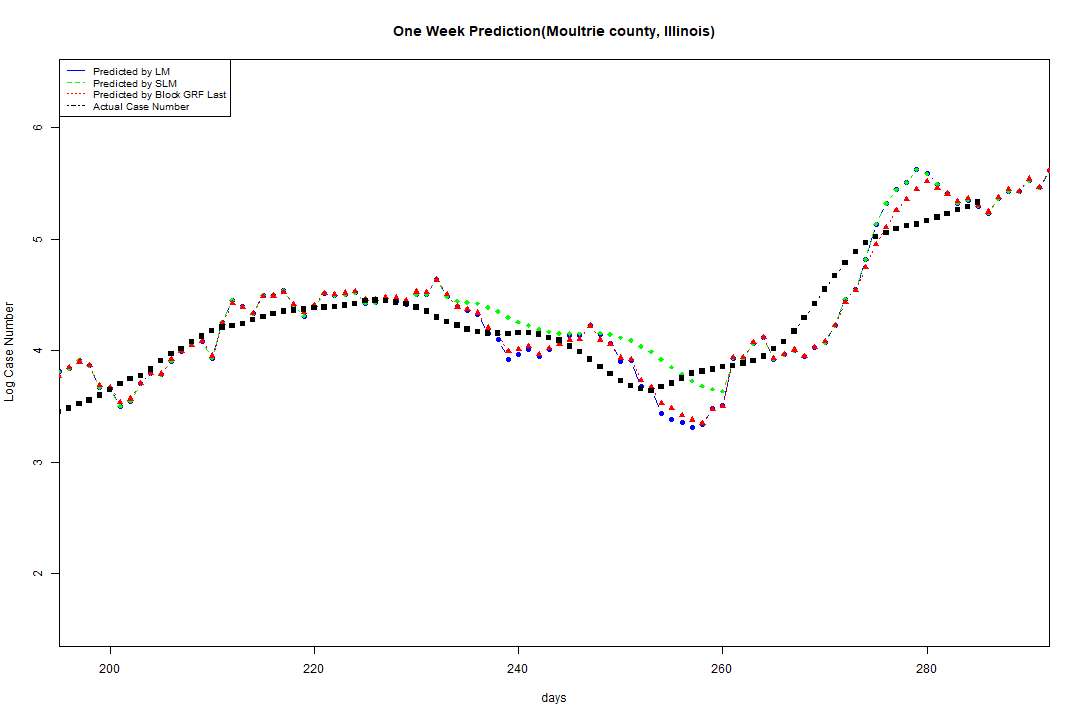 One Week Prediction(Moultrie county, Illinois)
Predicted by LM
Predicted by SLM
Predicted by Block GRF Last
Actual Case Number
Log Case Number
6
5
4
3
2
200 220 240 260 280
days